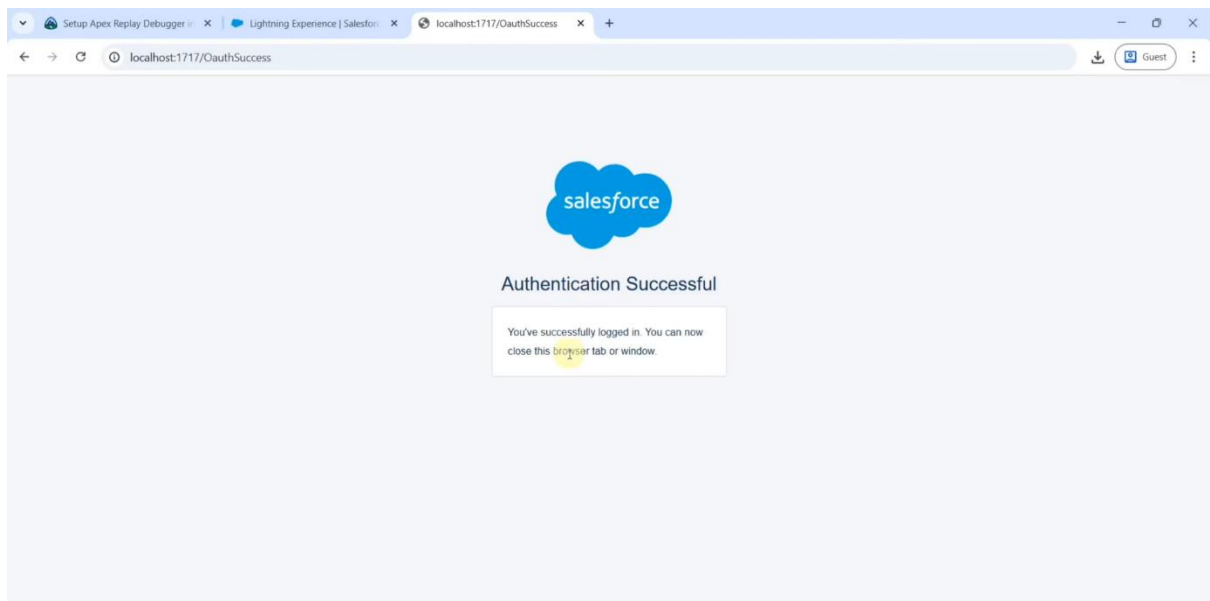 Setup Apex Replay Debugger in
Lightning Experience | Salesforc
localhost:1717/OauthSuccess
localhost:1717/OauthSuccess
Guest
salesforce
Authentication Successful
You've successfully logged in. You can now
close this browser tab or window.